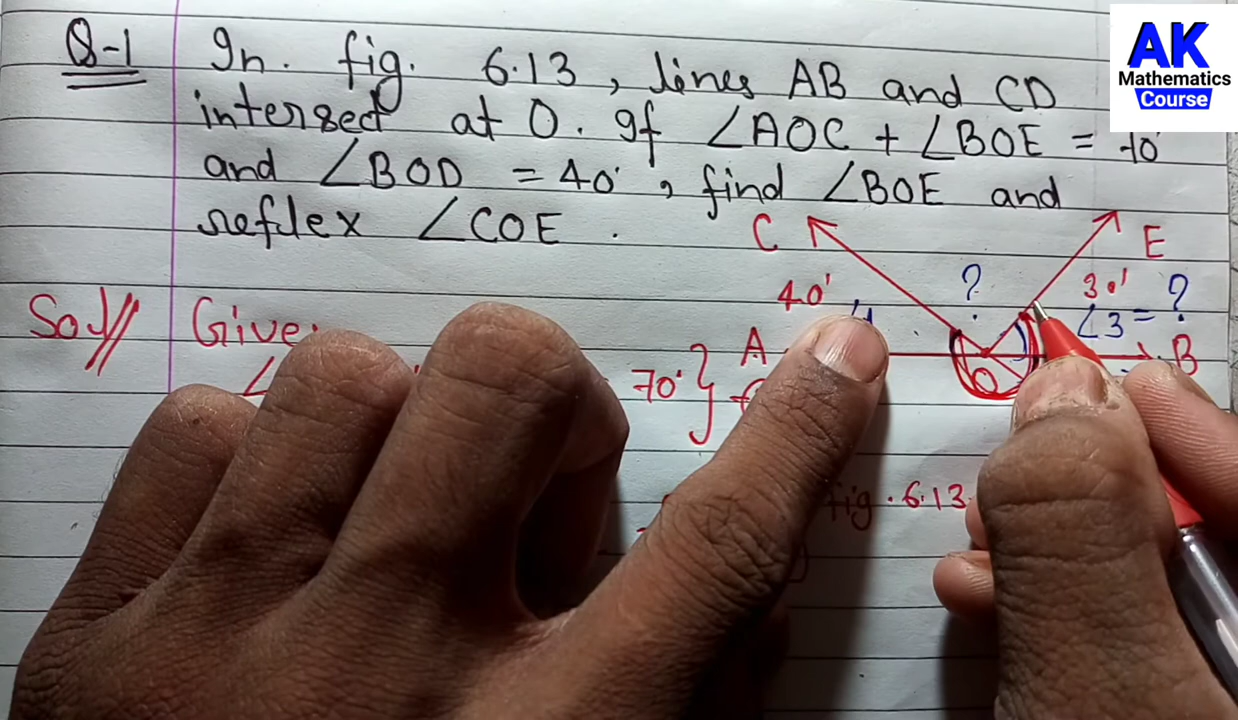 Q-1 In. fig. 6.13, lines AB and CD
intersect at O. If ∠AOC + ∠BOE = 70°
and ∠BOD = 40°, find ∠BOE and
reflex ∠COE.
C
E
40°
?
30°
?
∠3 =
Sol// Give
A
B
O
70° }
∠
fig. 6.13
AK
Mathematics
Course